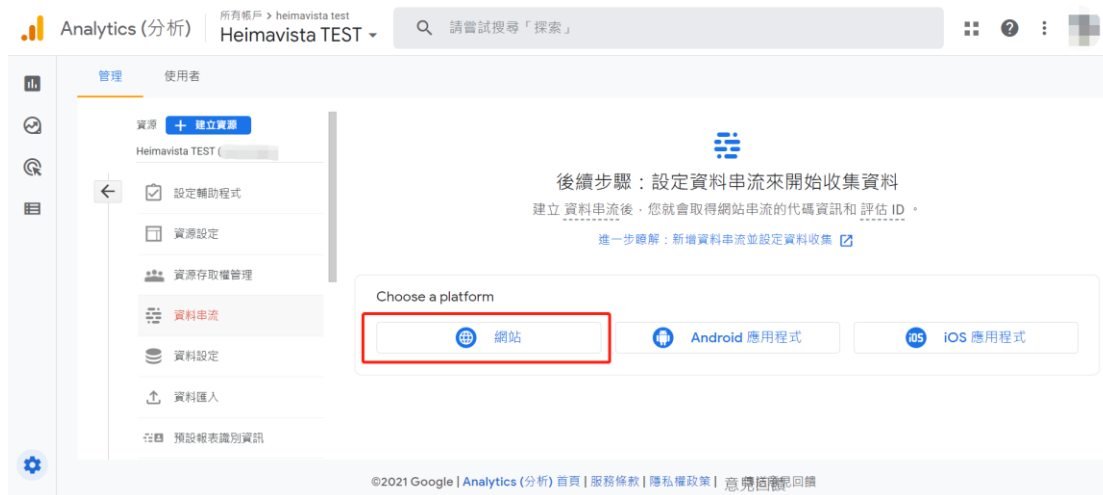 所有帳戶 > heimavista test
Analytics (分析)
Heimavista TEST
請嘗試搜尋「探索」
管理
使用者
資源
建立資源
Heimavista TEST (
設定輔助程式
資源設定
資源存取權管理
資料串流
資料設定
資料匯入
預設報表識別資訊
後續步驟：設定資料串流來開始收集資料
建立 資料串流後，您就會取得網站串流的代碼資訊和 評估 ID 。
進一步瞭解：新增資料串流並設定資料收集
Choose a platform
網站
Android 應用程式
iOS
iOS 應用程式
©2021 Google | Analytics (分析) 首頁 | 服務條款 | 隱私權政策 |